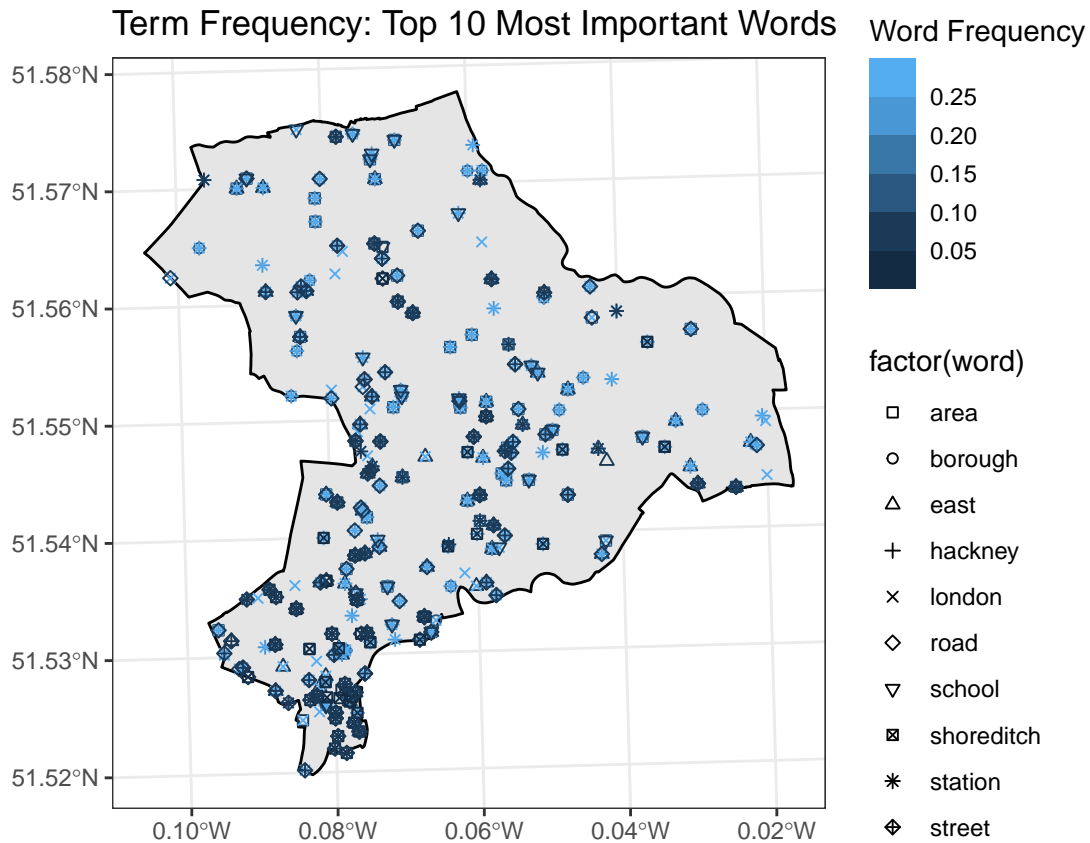 Term Frequency: Top 10 Most Important Words
51.58°N
51.57°N
51.56°N
51.55°N
51.54°N
51.53°N
51.52°N
0.10°W
0.08°W
0.06°W
0.04°W
0.02°W
Word Frequency
0.25
0.20
0.15
0.10
0.05
factor(word)
area
borough
east
hackney
london
road
school
shoreditch
station
street